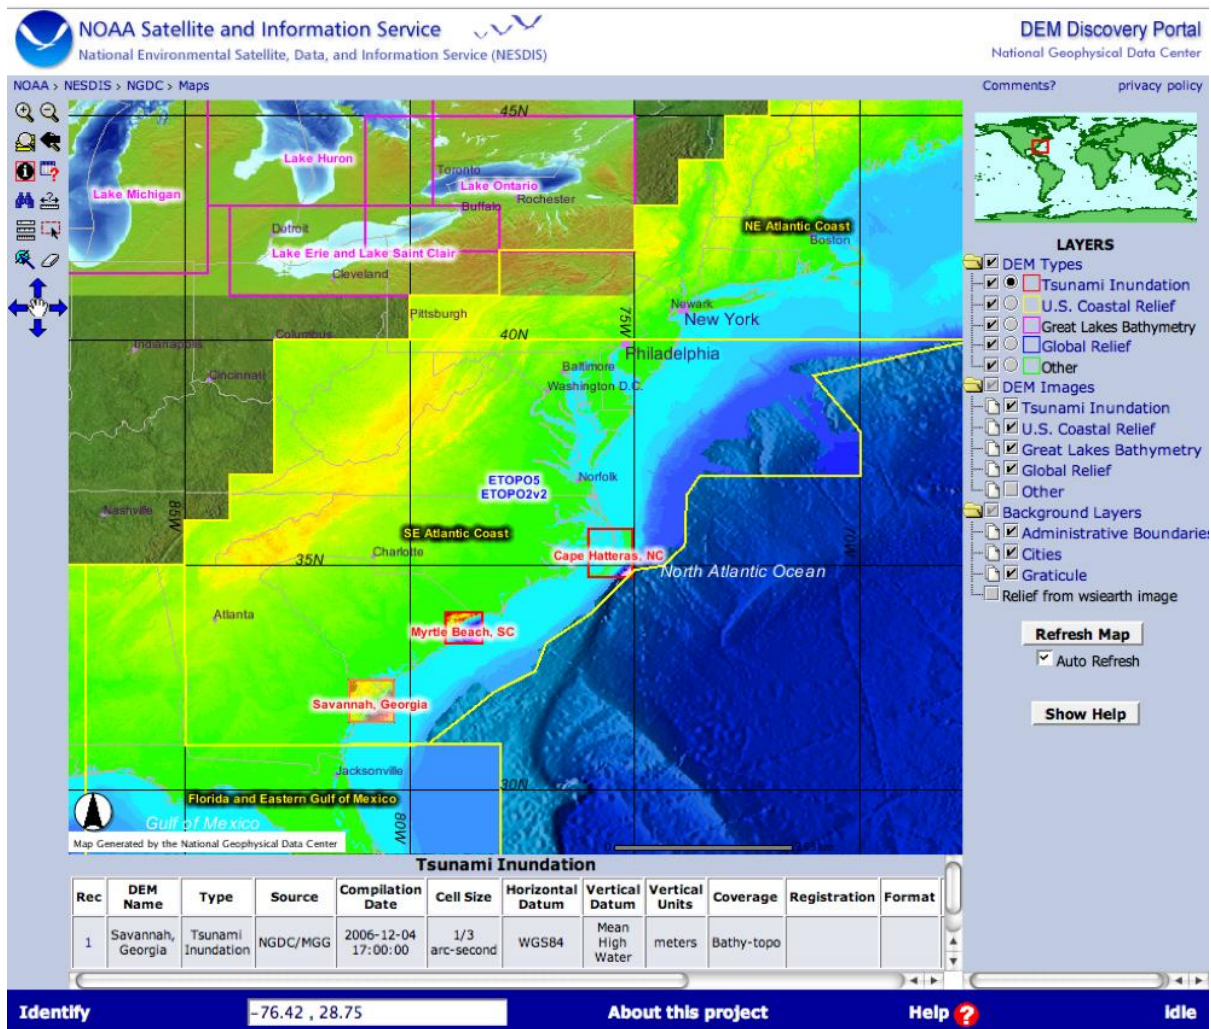 NOAA Satellite and Information Service
National Environmental Satellite, Data, and Information Service (NESDIS)
DEM Discovery Portal
National Geophysical Data Center
NOAA > NESDIS > NGDC > Maps
Comments?
privacy policy
45N
Lake Huron
Toronto
Lake Michigan
Lake Ontario
Buffalo
Rochester
NE Atlantic Coast
Boston
Detroit
Lake Erie and Lake Saint Clair
Cleveland
Pittsburgh
75W
Newark
New York
Columbus
40N
Indianapolis
Philadelphia
Cincinnati
Baltimore
Washington D.C.
ETOPO5
ETOPO2v2
Norfolk
85W
Nashville
SE Atlantic Coast
70W
Charlotte
35N
Cape Hatteras, NC
North Atlantic Ocean
Atlanta
Myrtle Beach, SC
Savannah, Georgia
Jacksonville
30N
Florida and Eastern Gulf of Mexico
Gulf of Mexico
80W
Map Generated by the National Geophysical Data Center
0
LAYERS
DEM Types
Tsunami Inundation
U.S. Coastal Relief
Great Lakes Bathymetry
Global Relief
Other
DEM Images
Tsunami Inundation
U.S. Coastal Relief
Great Lakes Bathymetry
Global Relief
Other
Background Layers
Administrative Boundaries
Cities
Graticule
Relief from wsiearth image
Refresh Map
Auto Refresh
Show Help
Tsunami Inundation
Rec DEM Name Type Source Compilation Date Cell Size Horizontal Datum Vertical Datum Vertical Units Coverage Registration Format
1 Savannah, Georgia Tsunami Inundation NGDC/MGG 2006-12-04 17:00:00 1/3 arc-second WGS84 Mean High Water meters Bathy-topo
Identify
-76.42 , 28.75
About this project
Help ?
idle